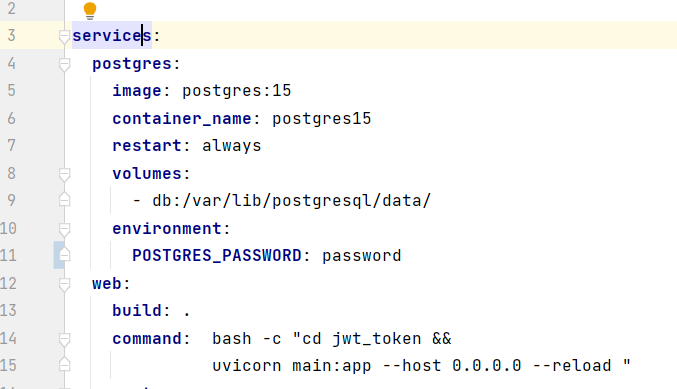 2
3 services:
4 postgres:
5 image: postgres:15
6 container_name: postgres15
7 restart: always
8 volumes:
9 - db:/var/lib/postgresql/data/
10 environment:
11 POSTGRES_PASSWORD: password
12 web:
13 build: .
14 command:  bash -c "cd jwt_token &&
15 uvicorn main:app --host 0.0.0.0 --reload "